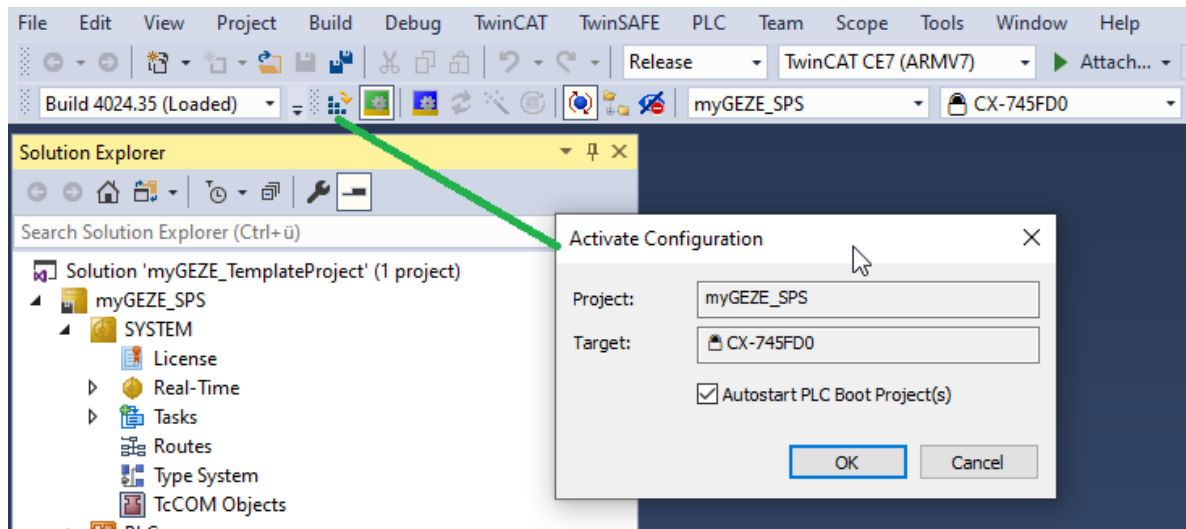 File Edit View Project Build Debug TwinCAT TwinSAFE PLC Team Scope Tools Window Help
Release TwinCAT CE7 (ARMV7) Attach...
Build 4024.35 (Loaded) myGEZE_SPS CX-745FD0
Solution Explorer
Search Solution Explorer (Ctrl+ü)
Solution 'myGEZE_TemplateProject' (1 project)
myGEZE_SPS
SYSTEM
License
Real-Time
Tasks
Routes
Type System
TcCOM Objects
Activate Configuration
Project: myGEZE_SPS
Target: CX-745FD0
Autostart PLC Boot Project(s)
OK Cancel